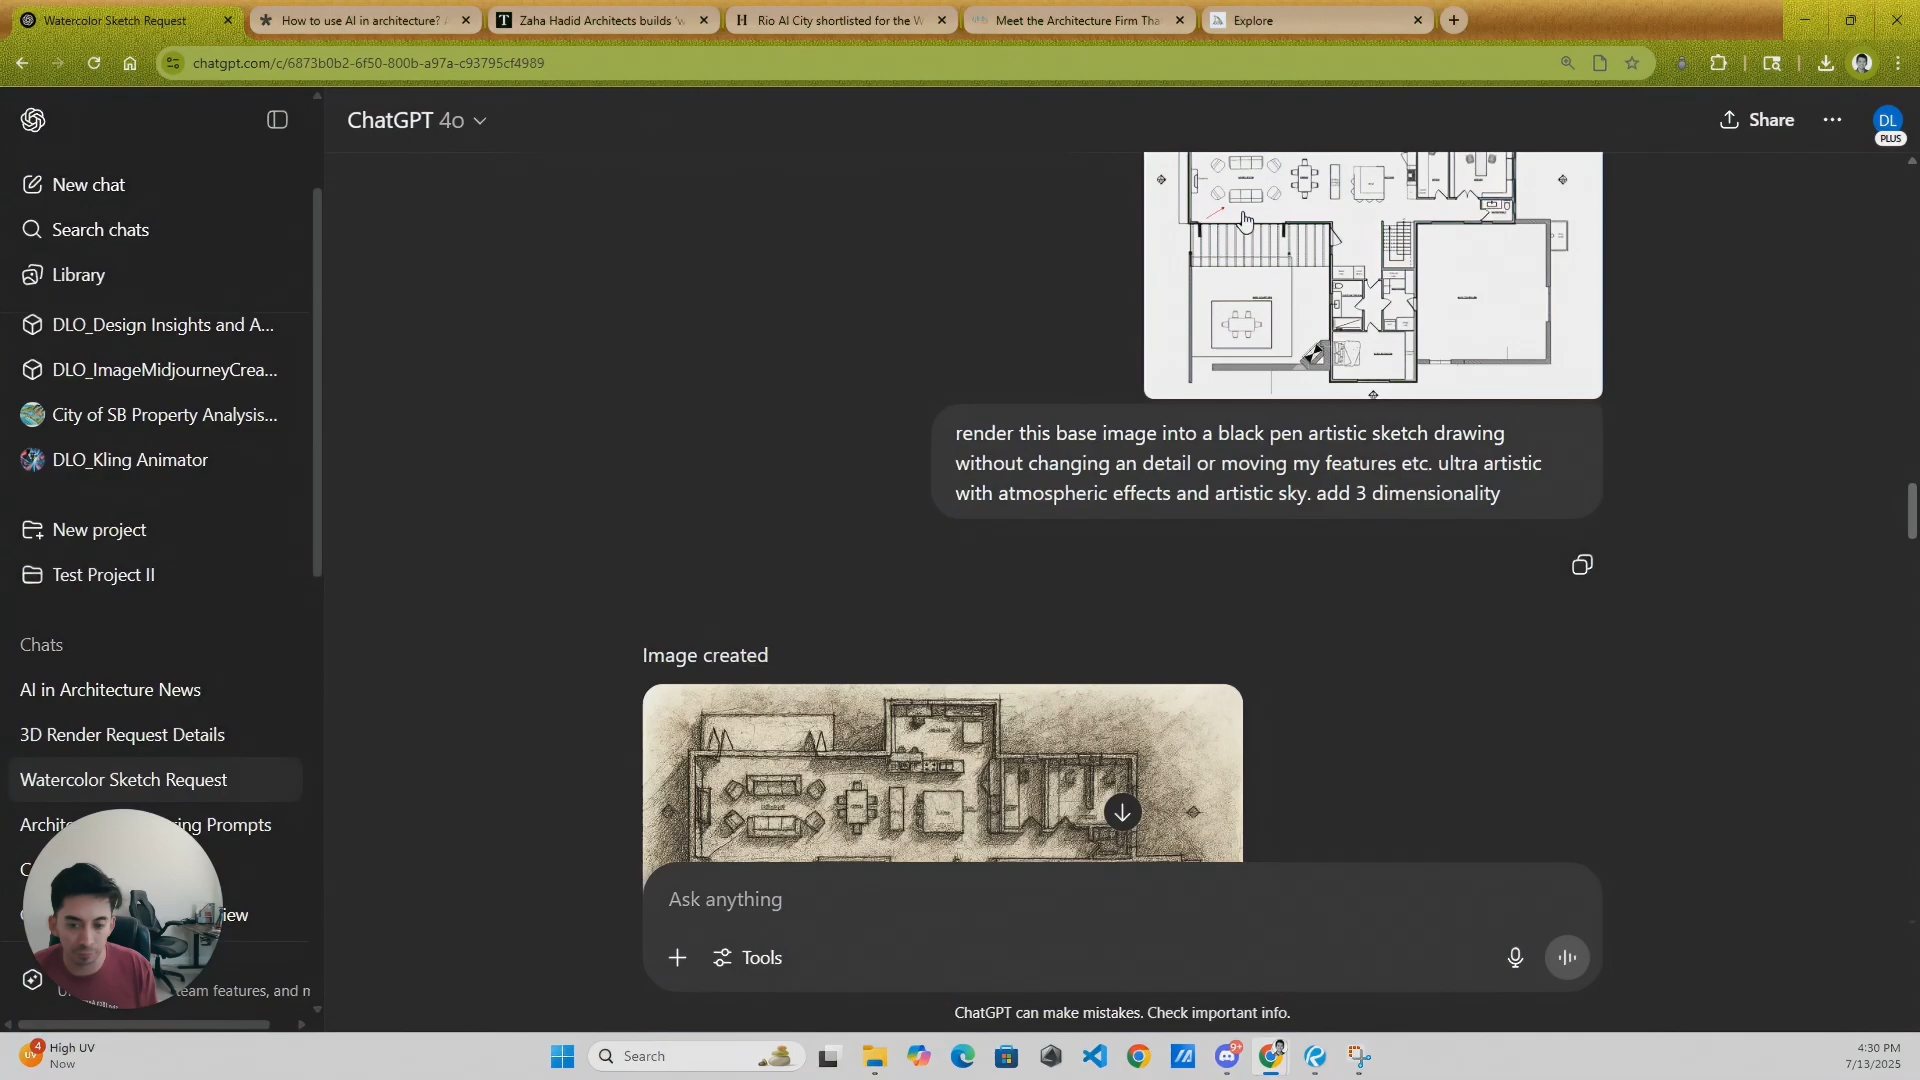 Watercolor Sketch Request
How to use AI in architecture?
Zaha Hadid Architects builds 'w
Rio AI City shortlisted for the W
Meet the Architecture Firm Tha
Explore
chatgpt.com/c/6873b0b2-6f50-800b-a97a-c93795cf4989
ChatGPT 4o
Share
DL
PLUS
New chat
Search chats
Library
DLO_Design Insights and A...
DLO_ImageMidjourneyCrea...
City of SB Property Analysis...
DLO_Kling Animator
New project
Test Project II
Chats
AI in Architecture News
3D Render Request Details
Watercolor Sketch Request
Archite
ing Prompts
iew
team features, and n
render this base image into a black pen artistic sketch drawing
without changing an detail or moving my features etc. ultra artistic
with atmospheric effects and artistic sky. add 3 dimensionality
Image created
Ask anything
Tools
ChatGPT can make mistakes. Check important info.
4
High UV
Now
Search
9+
4:30 PM
7/13/2025